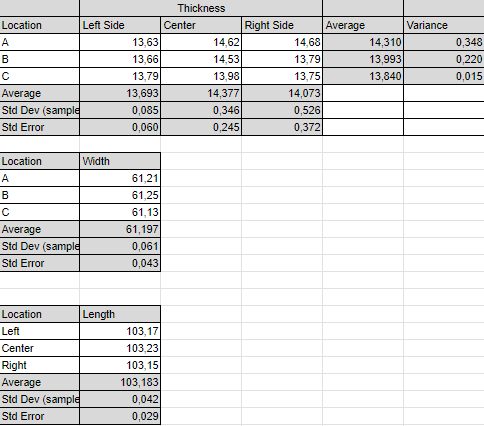 Thickness
Location Left Side Center Right Side Average Variance
A 13,63 14,62 14,68 14,310 0,348
B 13,66 14,53 13,79 13,993 0,220
C 13,79 13,98 13,75 13,840 0,015
Average 13,693 14,377 14,073
Std Dev (sample 0,085 0,346 0,526
Std Error 0,060 0,245 0,372
Location Width
A 61,21
B 61,25
C 61,13
Average 61,197
Std Dev (sample 0,061
Std Error 0,043
Location Length
Left 103,17
Center 103,23
Right 103,15
Average 103,183
Std Dev (sample 0,042
Std Error 0,029